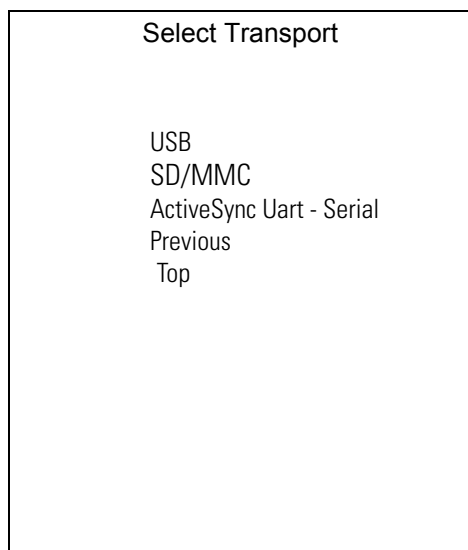 Select Transport
USB
SD/MMC
ActiveSync Uart - Serial
Previous
Top